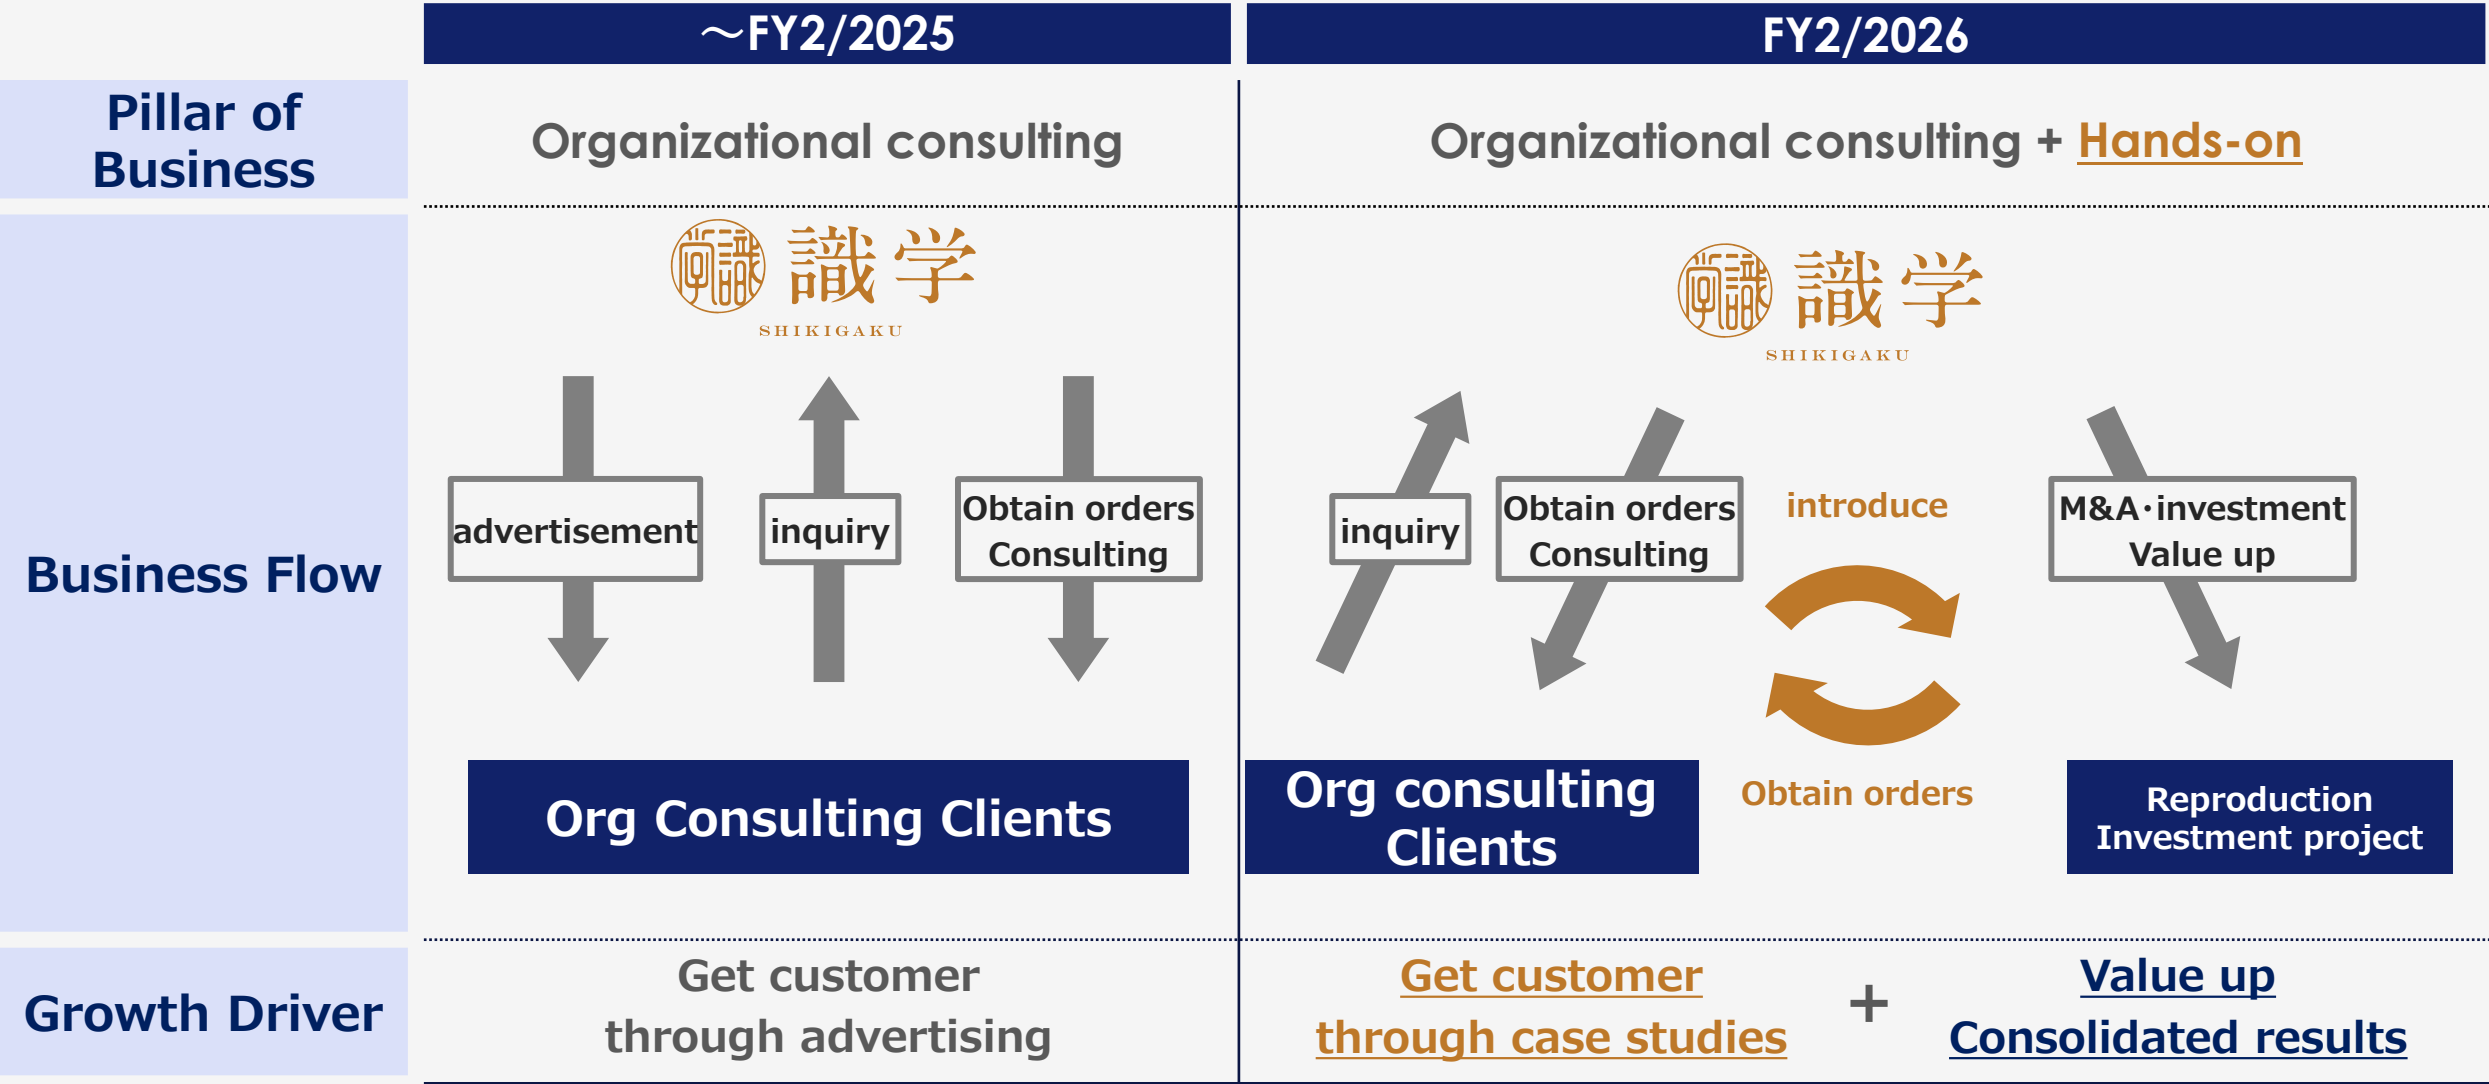 ～FY2/2025
FY2/2026
Pillar of
Business
Organizational consulting
Organizational consulting + Hands-on
Business Flow
識学
SHIKIGAKU
advertisement
inquiry
Obtain orders
Consulting
Org Consulting Clients
識学
SHIKIGAKU
inquiry
Obtain orders
Consulting
introduce
M&A･investment
Value up
Org consulting
Clients
Obtain orders
Reproduction
Investment project
Growth Driver
Get customer
through advertising
Get customer
through case studies
+
Value up
Consolidated results